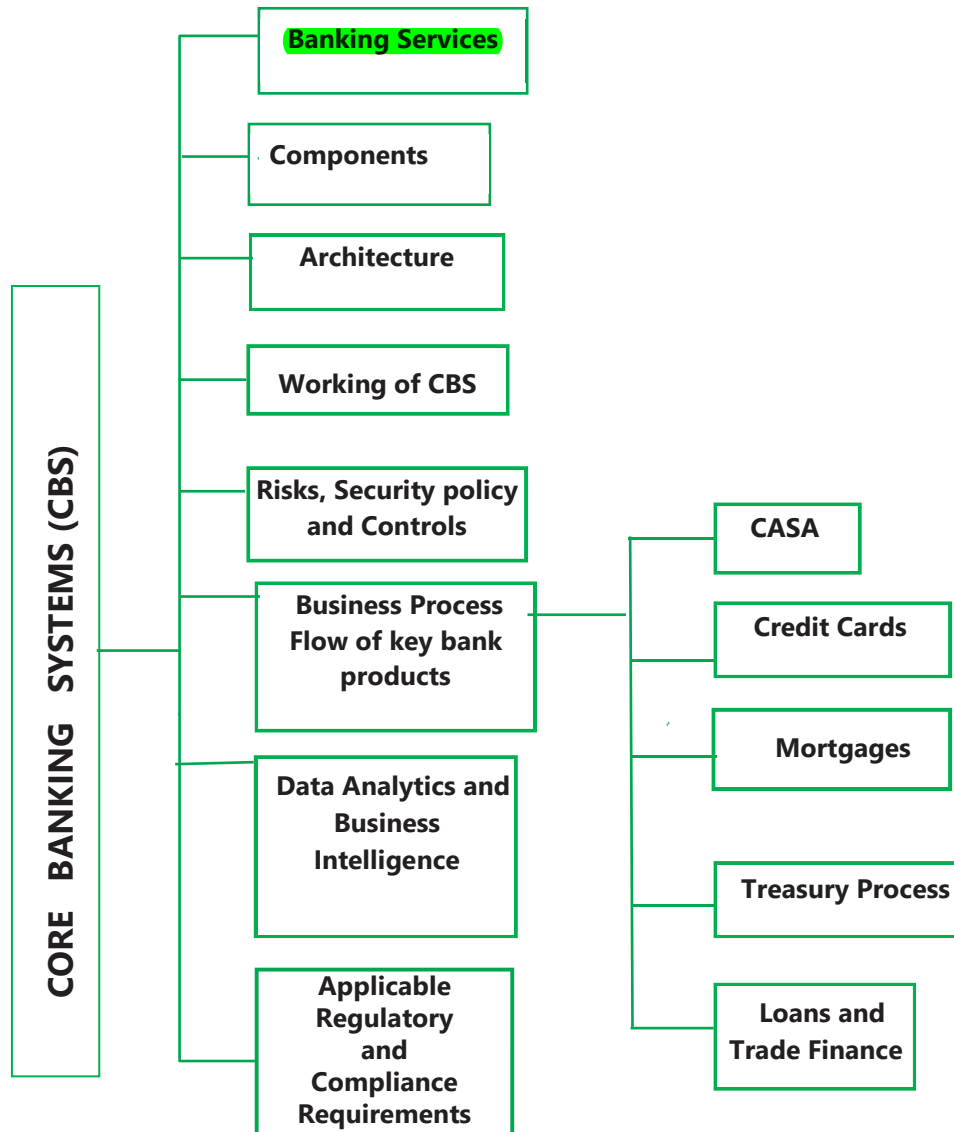 CORE BANKING SYSTEMS (CBS)
Banking Services
Components
Architecture
Working of CBS
Risks, Security policy
and Controls
Business Process
Flow of key bank
products
Data Analytics and
Business
Intelligence
Applicable
Regulatory
and
Compliance
Requirements
CASA
Credit Cards
Mortgages
Treasury Process
Loans and
Trade Finance